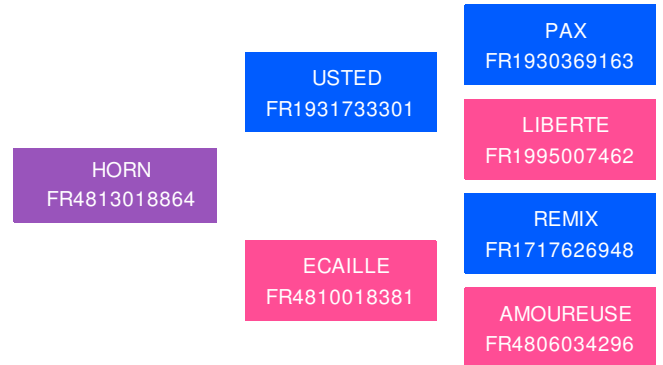 HORN
FR4813018864
USTED
FR1931733301
ECAILLE
FR4810018381
PAX
FR1930369163
LIBERTE
FR1995007462
REMIX
FR1717626948
AMOUREUSE
FR4806034296